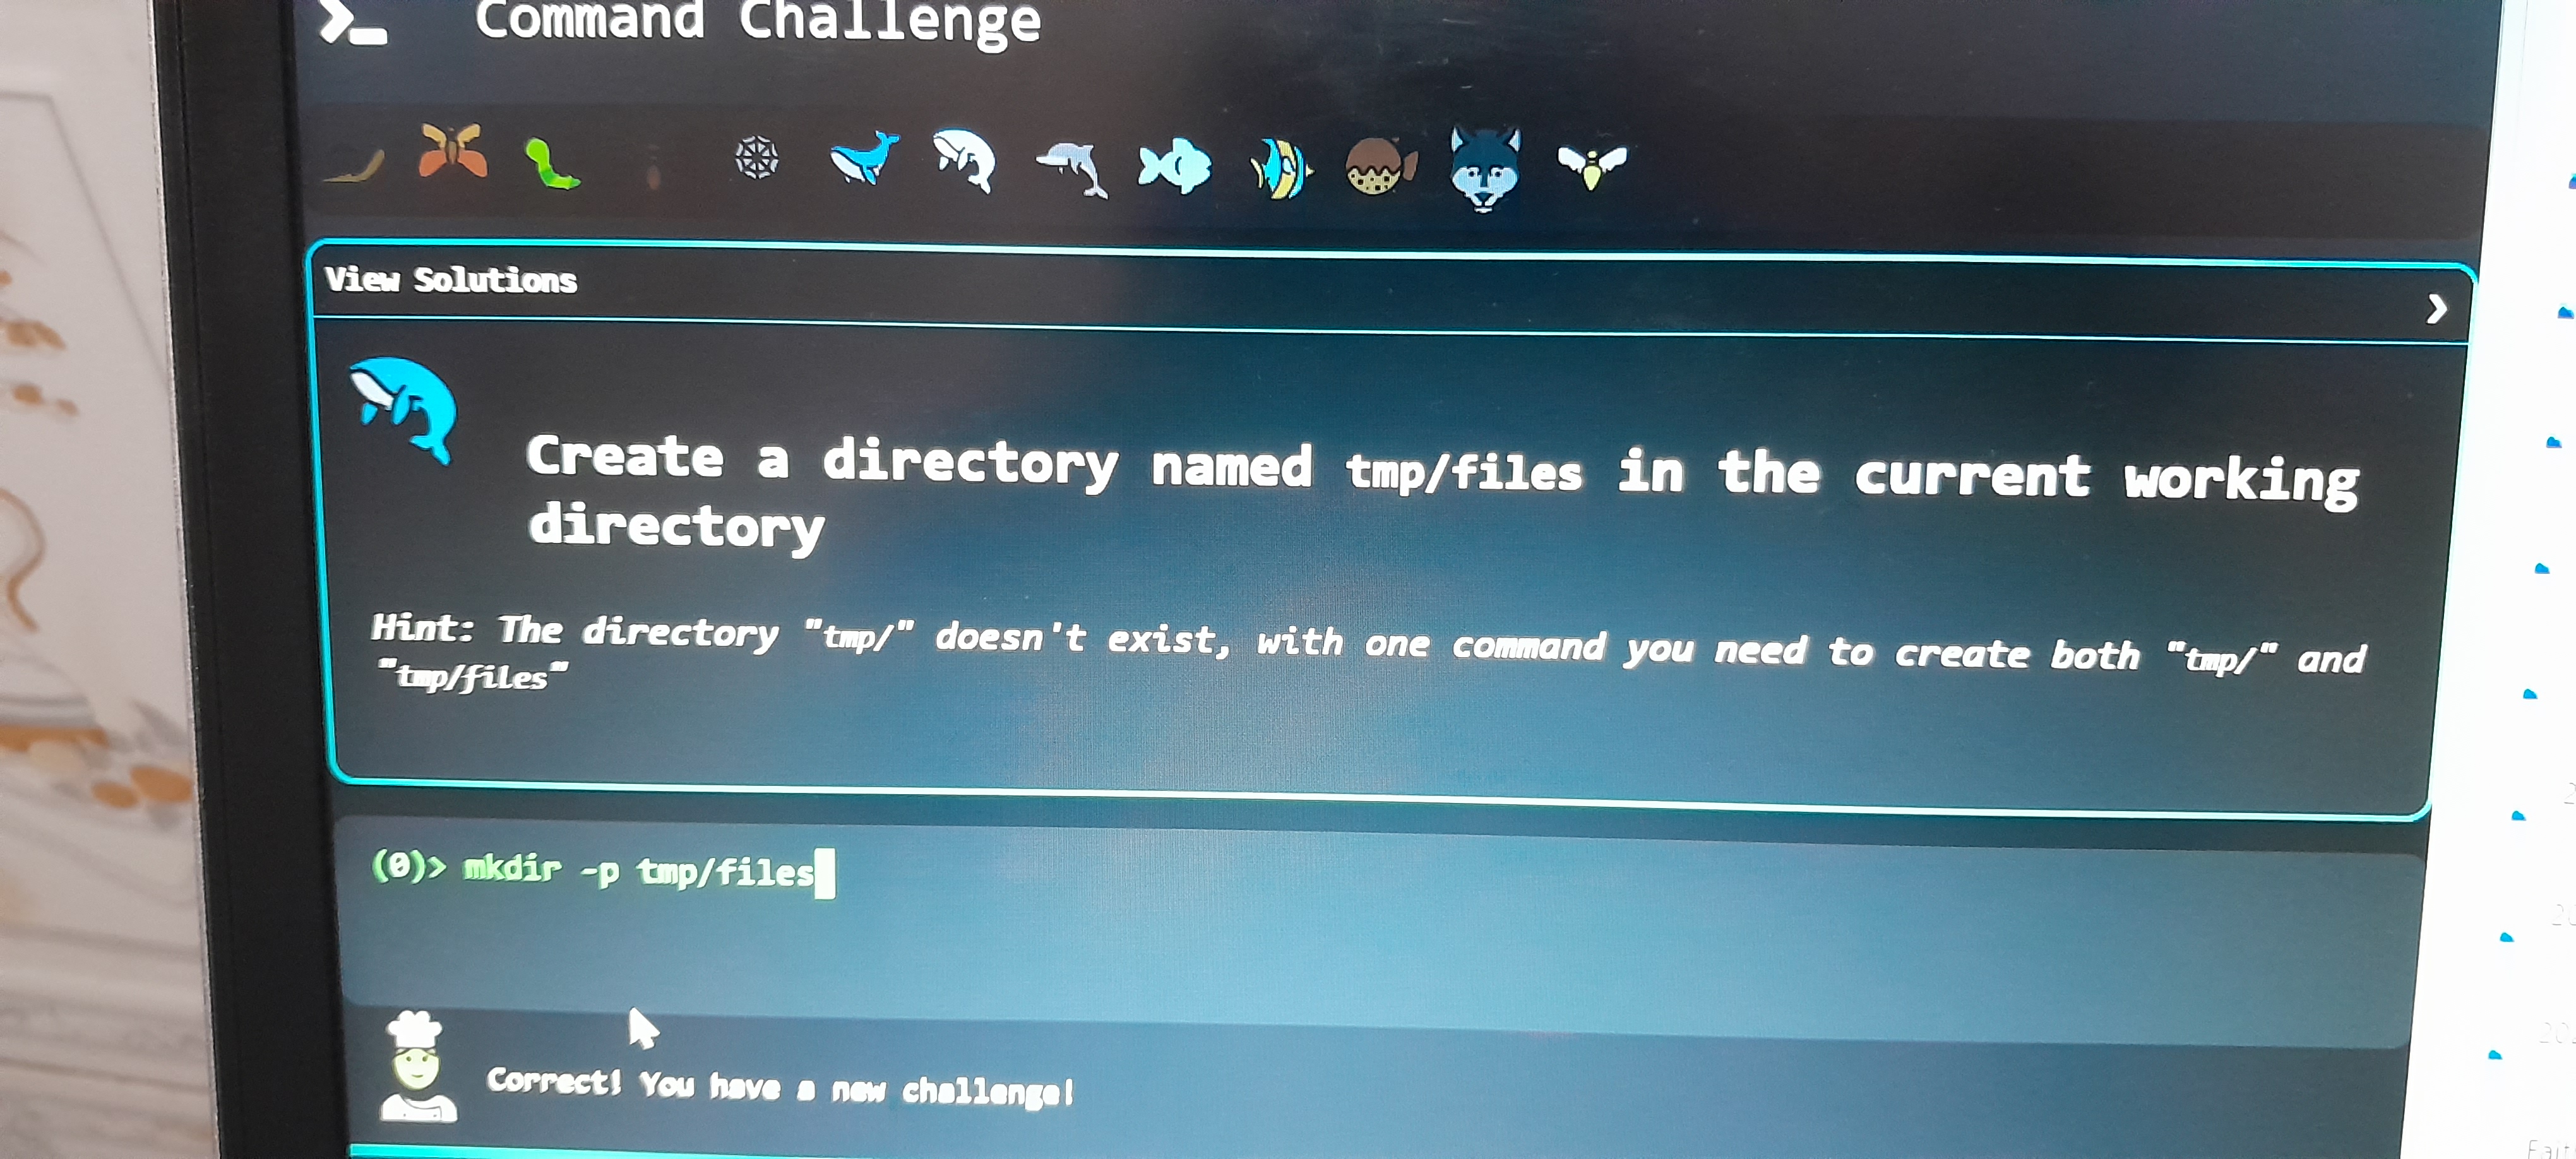 >_ Command Challenge
View Solutions
Create a directory named tmp/files in the current working
directory
Hint: The directory "tmp/" doesn't exist, with one command you need to create both "tmp/" and
"tmp/files"
(0)> mkdir -p tmp/files
Correct! You have a new challenge!